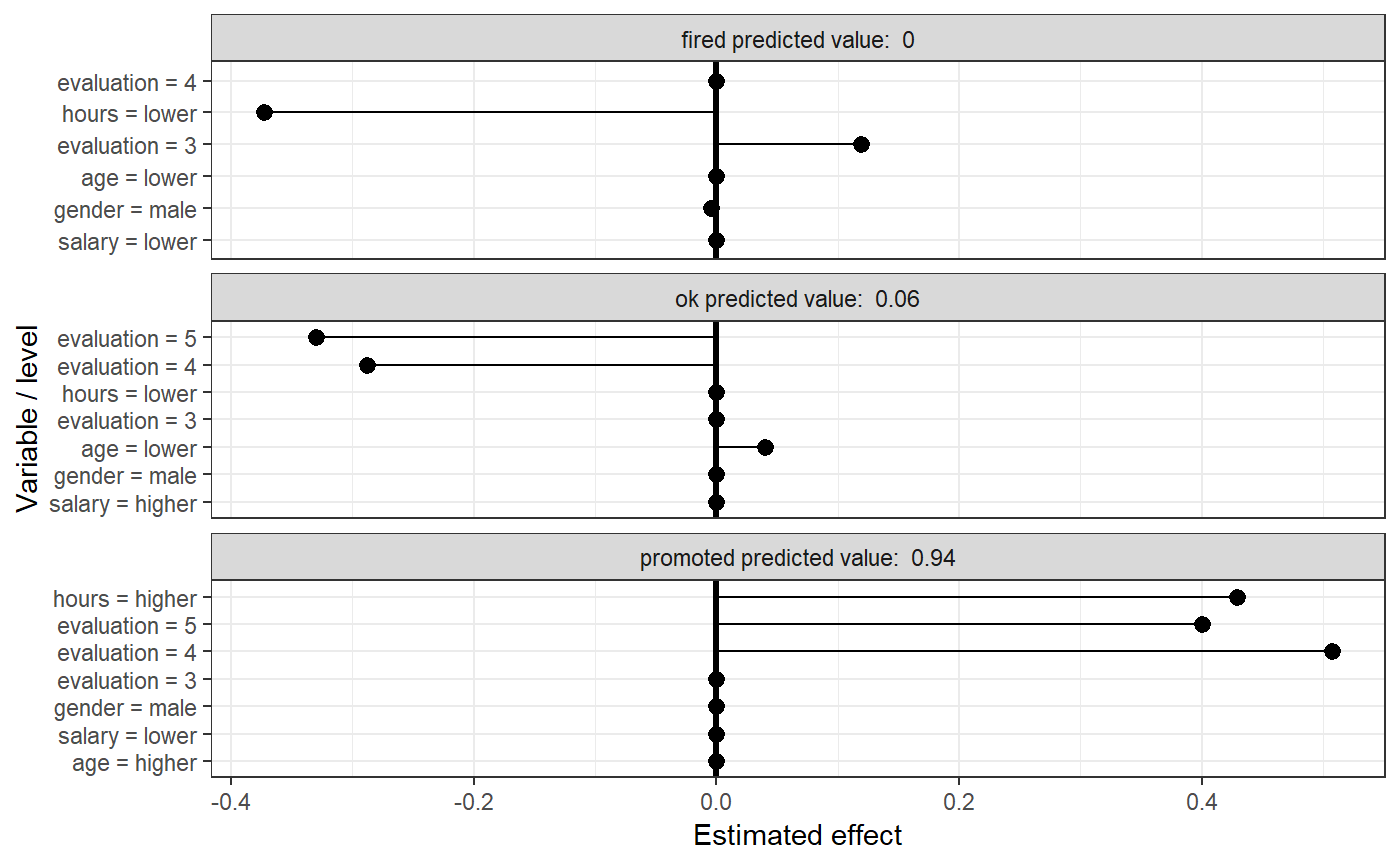 fired predicted value:  0
evaluation = 4
hours = lower
evaluation = 3
age = lower
gender = male
salary = lower
ok predicted value:  0.06
evaluation = 5
evaluation = 4
hours = lower
evaluation = 3
age = lower
gender = male
salary = higher
promoted predicted value:  0.94
hours = higher
evaluation = 5
evaluation = 4
evaluation = 3
gender = male
salary = lower
age = higher
-0.4 -0.2 0.0 0.2 0.4
Estimated effect
Variable / level